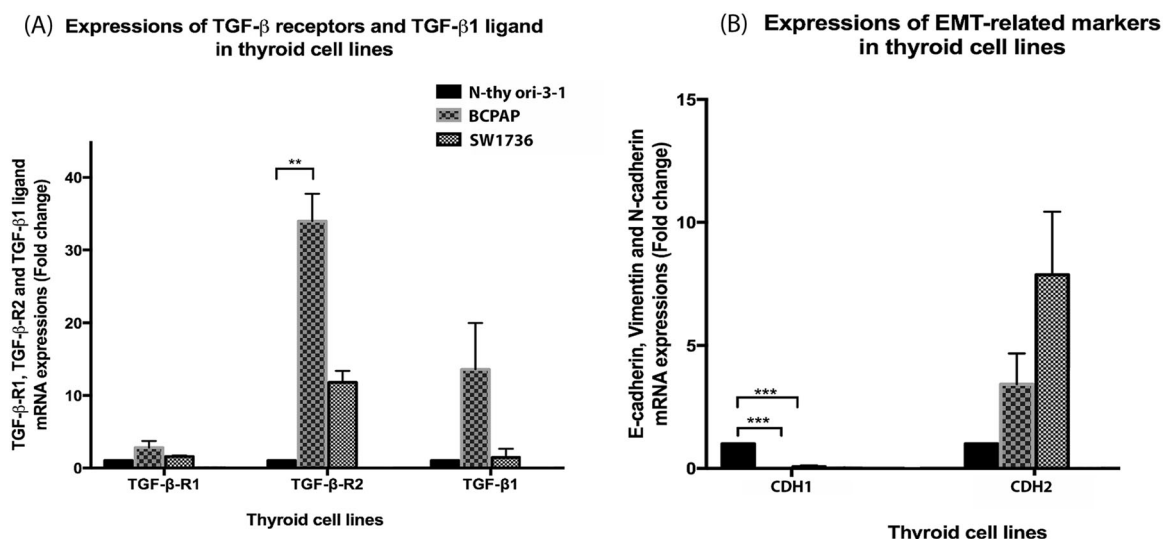 (A) Expressions of TGF-β receptors and TGF-β1 ligand
in thyroid cell lines
N-thy ori-3-1
BCPAP
SW1736
TGF-β-R1, TGF-β-R2 and TGF-β1 ligand
mRNA expressions (Fold change)
40
30
20
10
0
**
TGF-β-R1
TGF-β-R2
TGF-β1
Thyroid cell lines
(B) Expressions of EMT-related markers
in thyroid cell lines
E-cadherin, Vimentin and N-cadherin
mRNA expressions (Fold change)
15
10
5
0
***
***
CDH1
CDH2
Thyroid cell lines